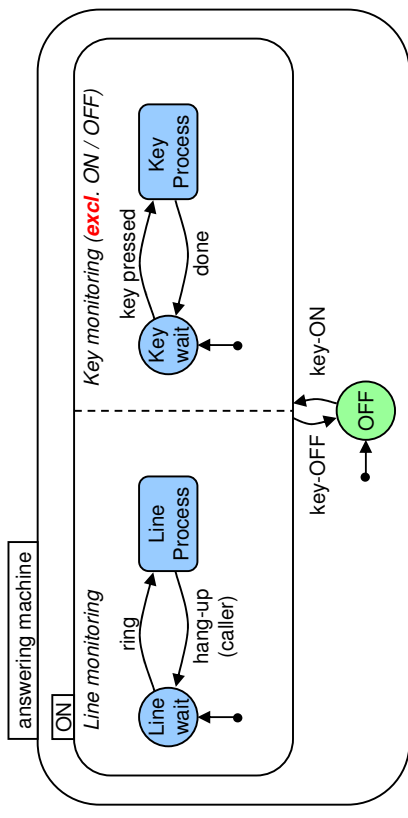 answering machine
ON
Line monitoring
Line
wait
ring
Line
Process
hang-up
(caller)
Key monitoring (excl. ON / OFF)
Key
wait
key pressed
Key
Process
done
key-OFF
key-ON
OFF